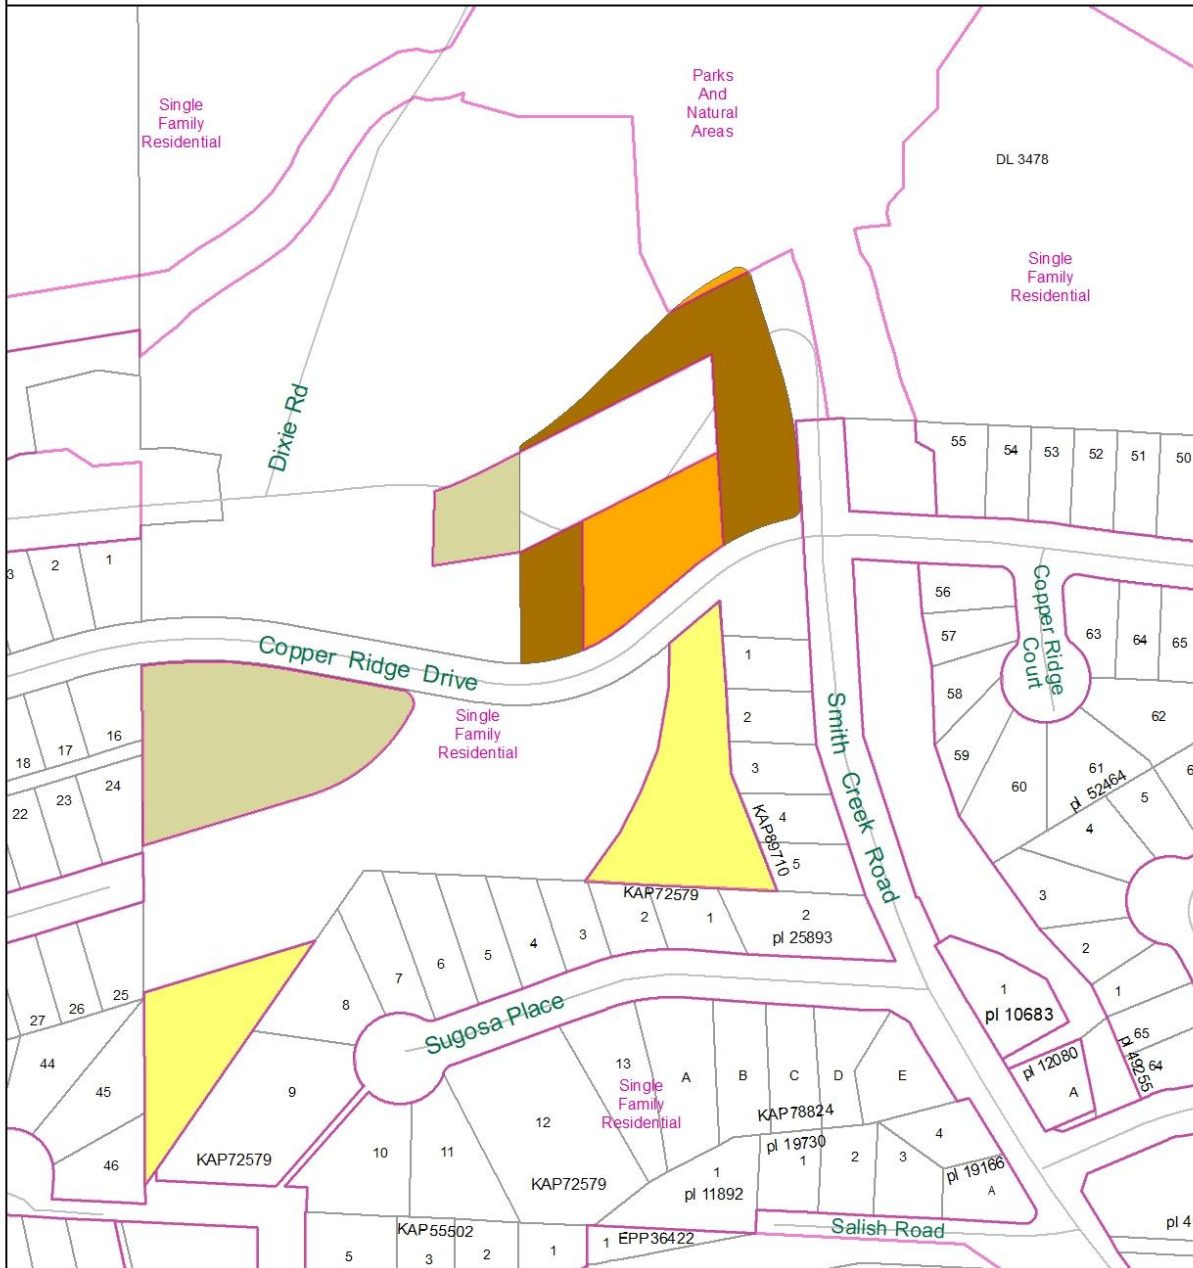 Parks
And
Natural
Areas
Single
Family
Residential
DL 3478
Single
Family
Residential
Dixie Rd
55
54
53
52
51
50
3
2
1
56
57
58
59
60
61
62
63
64
65
Copper Ridge
Court
pl 52464
5
4
3
2
1
65
64
pl 49255
Copper Ridge Drive
Single
Family
Residential
Smith Creek Road
1
2
3
4
5
KAP89710
18
17
16
22
23
24
27
26
25
44
45
46
KAP72579
KAP72579
8
7
6
5
4
3
2
1
2
pl 25893
Sugosa Place
9
10
11
12
13
KAP72579
Single
Family
Residential
A
B
C
D
E
KAP78824
pl 19730
1
2
3
4
pl 19166
A
1
pl 11892
1
pl 10683
pl 12080
A
KAP55502
5
3
2
1
1
EPP36422
Salish Road
pl 4
6